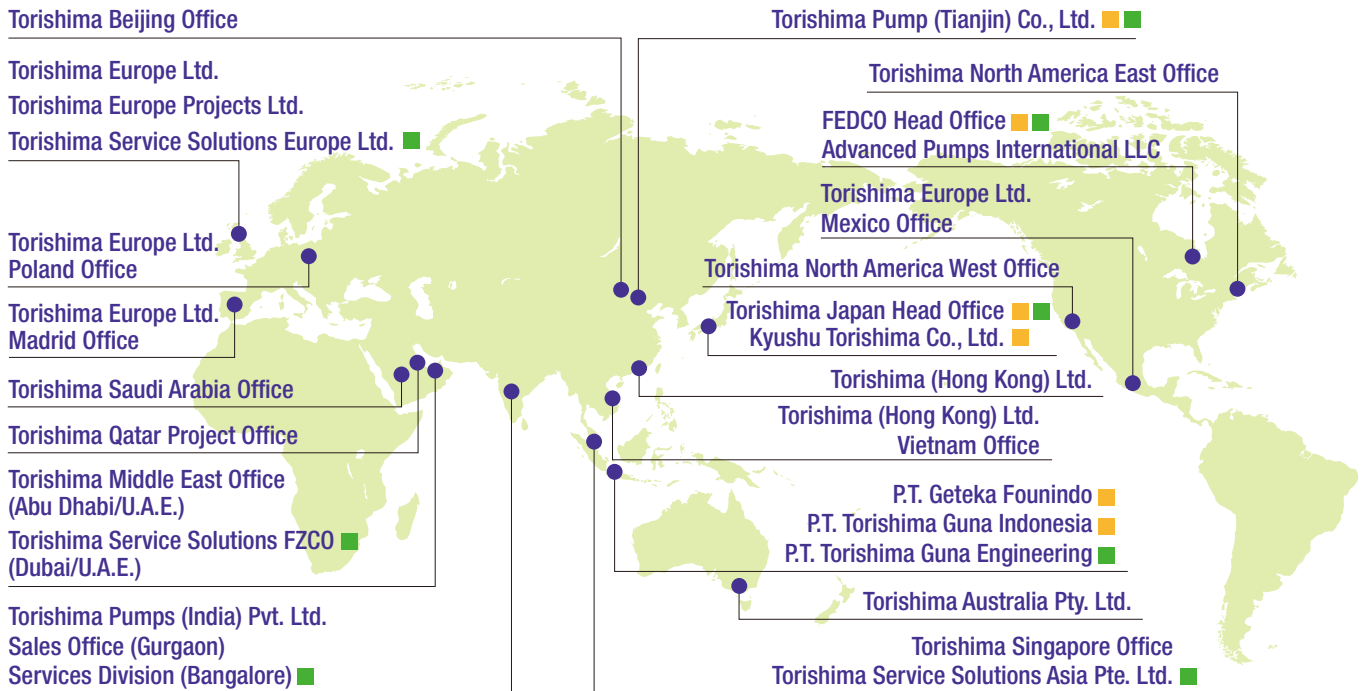 Torishima Beijing Office
Torishima Europe Ltd.
Torishima Europe Projects Ltd.
Torishima Service Solutions Europe Ltd.
Torishima Europe Ltd.
Poland Office
Torishima Europe Ltd.
Madrid Office
Torishima Saudi Arabia Office
Torishima Qatar Project Office
Torishima Middle East Office
(Abu Dhabi/U.A.E.)
Torishima Service Solutions FZCO
(Dubai/U.A.E.)
Torishima Pumps (India) Pvt. Ltd.
Sales Office (Gurgaon)
Services Division (Bangalore)
Torishima Pump (Tianjin) Co., Ltd.
Torishima North America East Office
FEDCO Head Office
Advanced Pumps International LLC
Torishima Europe Ltd.
Mexico Office
Torishima North America West Office
Torishima Japan Head Office
Kyushu Torishima Co., Ltd.
Torishima (Hong Kong) Ltd.
Torishima (Hong Kong) Ltd.
Vietnam Office
P.T. Geteka Founindo
P.T. Torishima Guna Indonesia
P.T. Torishima Guna Engineering
Torishima Australia Pty. Ltd.
Torishima Singapore Office
Torishima Service Solutions Asia Pte. Ltd.